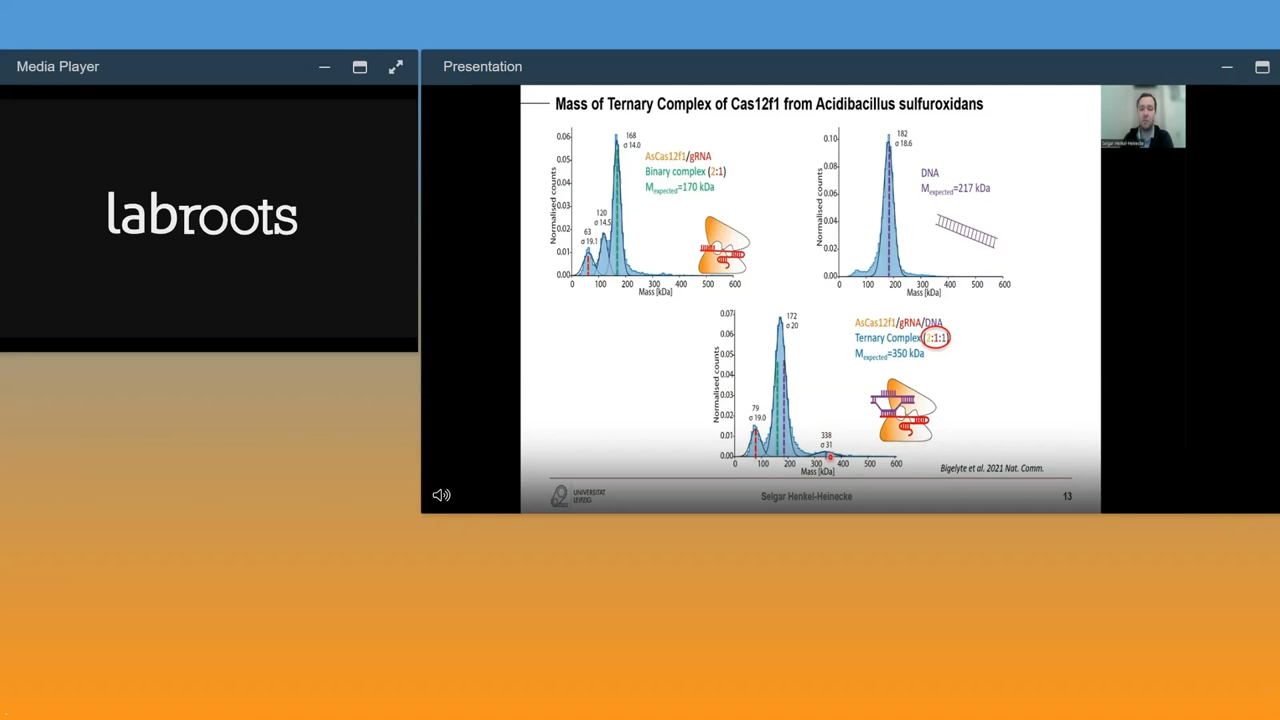 Media Player
Presentation
labroots
Mass of Ternary Complex of Cas12f1 from Acidibacillus sulfuroxidans
Normalised counts
0.06
0.05
0.04
0.03
0.02
0.01
0.00
63
σ 19.1
120
σ 14.5
168
σ 14.0
0 100 200 300 400 500 600
Mass [kDa]
AsCas12f1/gRNA
Binary complex (2:1)
Mexpected=170 kDa
Normalised counts
0.10
0.08
0.06
0.04
0.02
0.00
182
σ 18.6
0 100 200 300 400 500 600
Mass [kDa]
DNA
Mexpected=217 kDa
Normalised counts
0.07
0.06
0.05
0.04
0.03
0.02
0.01
0.00
79
σ 19.0
172
σ 20
338
σ 31
0 100 200 300 400 500 600
Mass [kDa]
AsCas12f1/gRNA/DNA
Ternary Complex (2:1:1)
Mexpected=350 kDa
Bigelyte et al. 2021 Nat. Comm.
UNIVERSITÄT
LEIPZIG
Selgar Henkel-Heinecke
13
Selgar Henkel-Heinecke